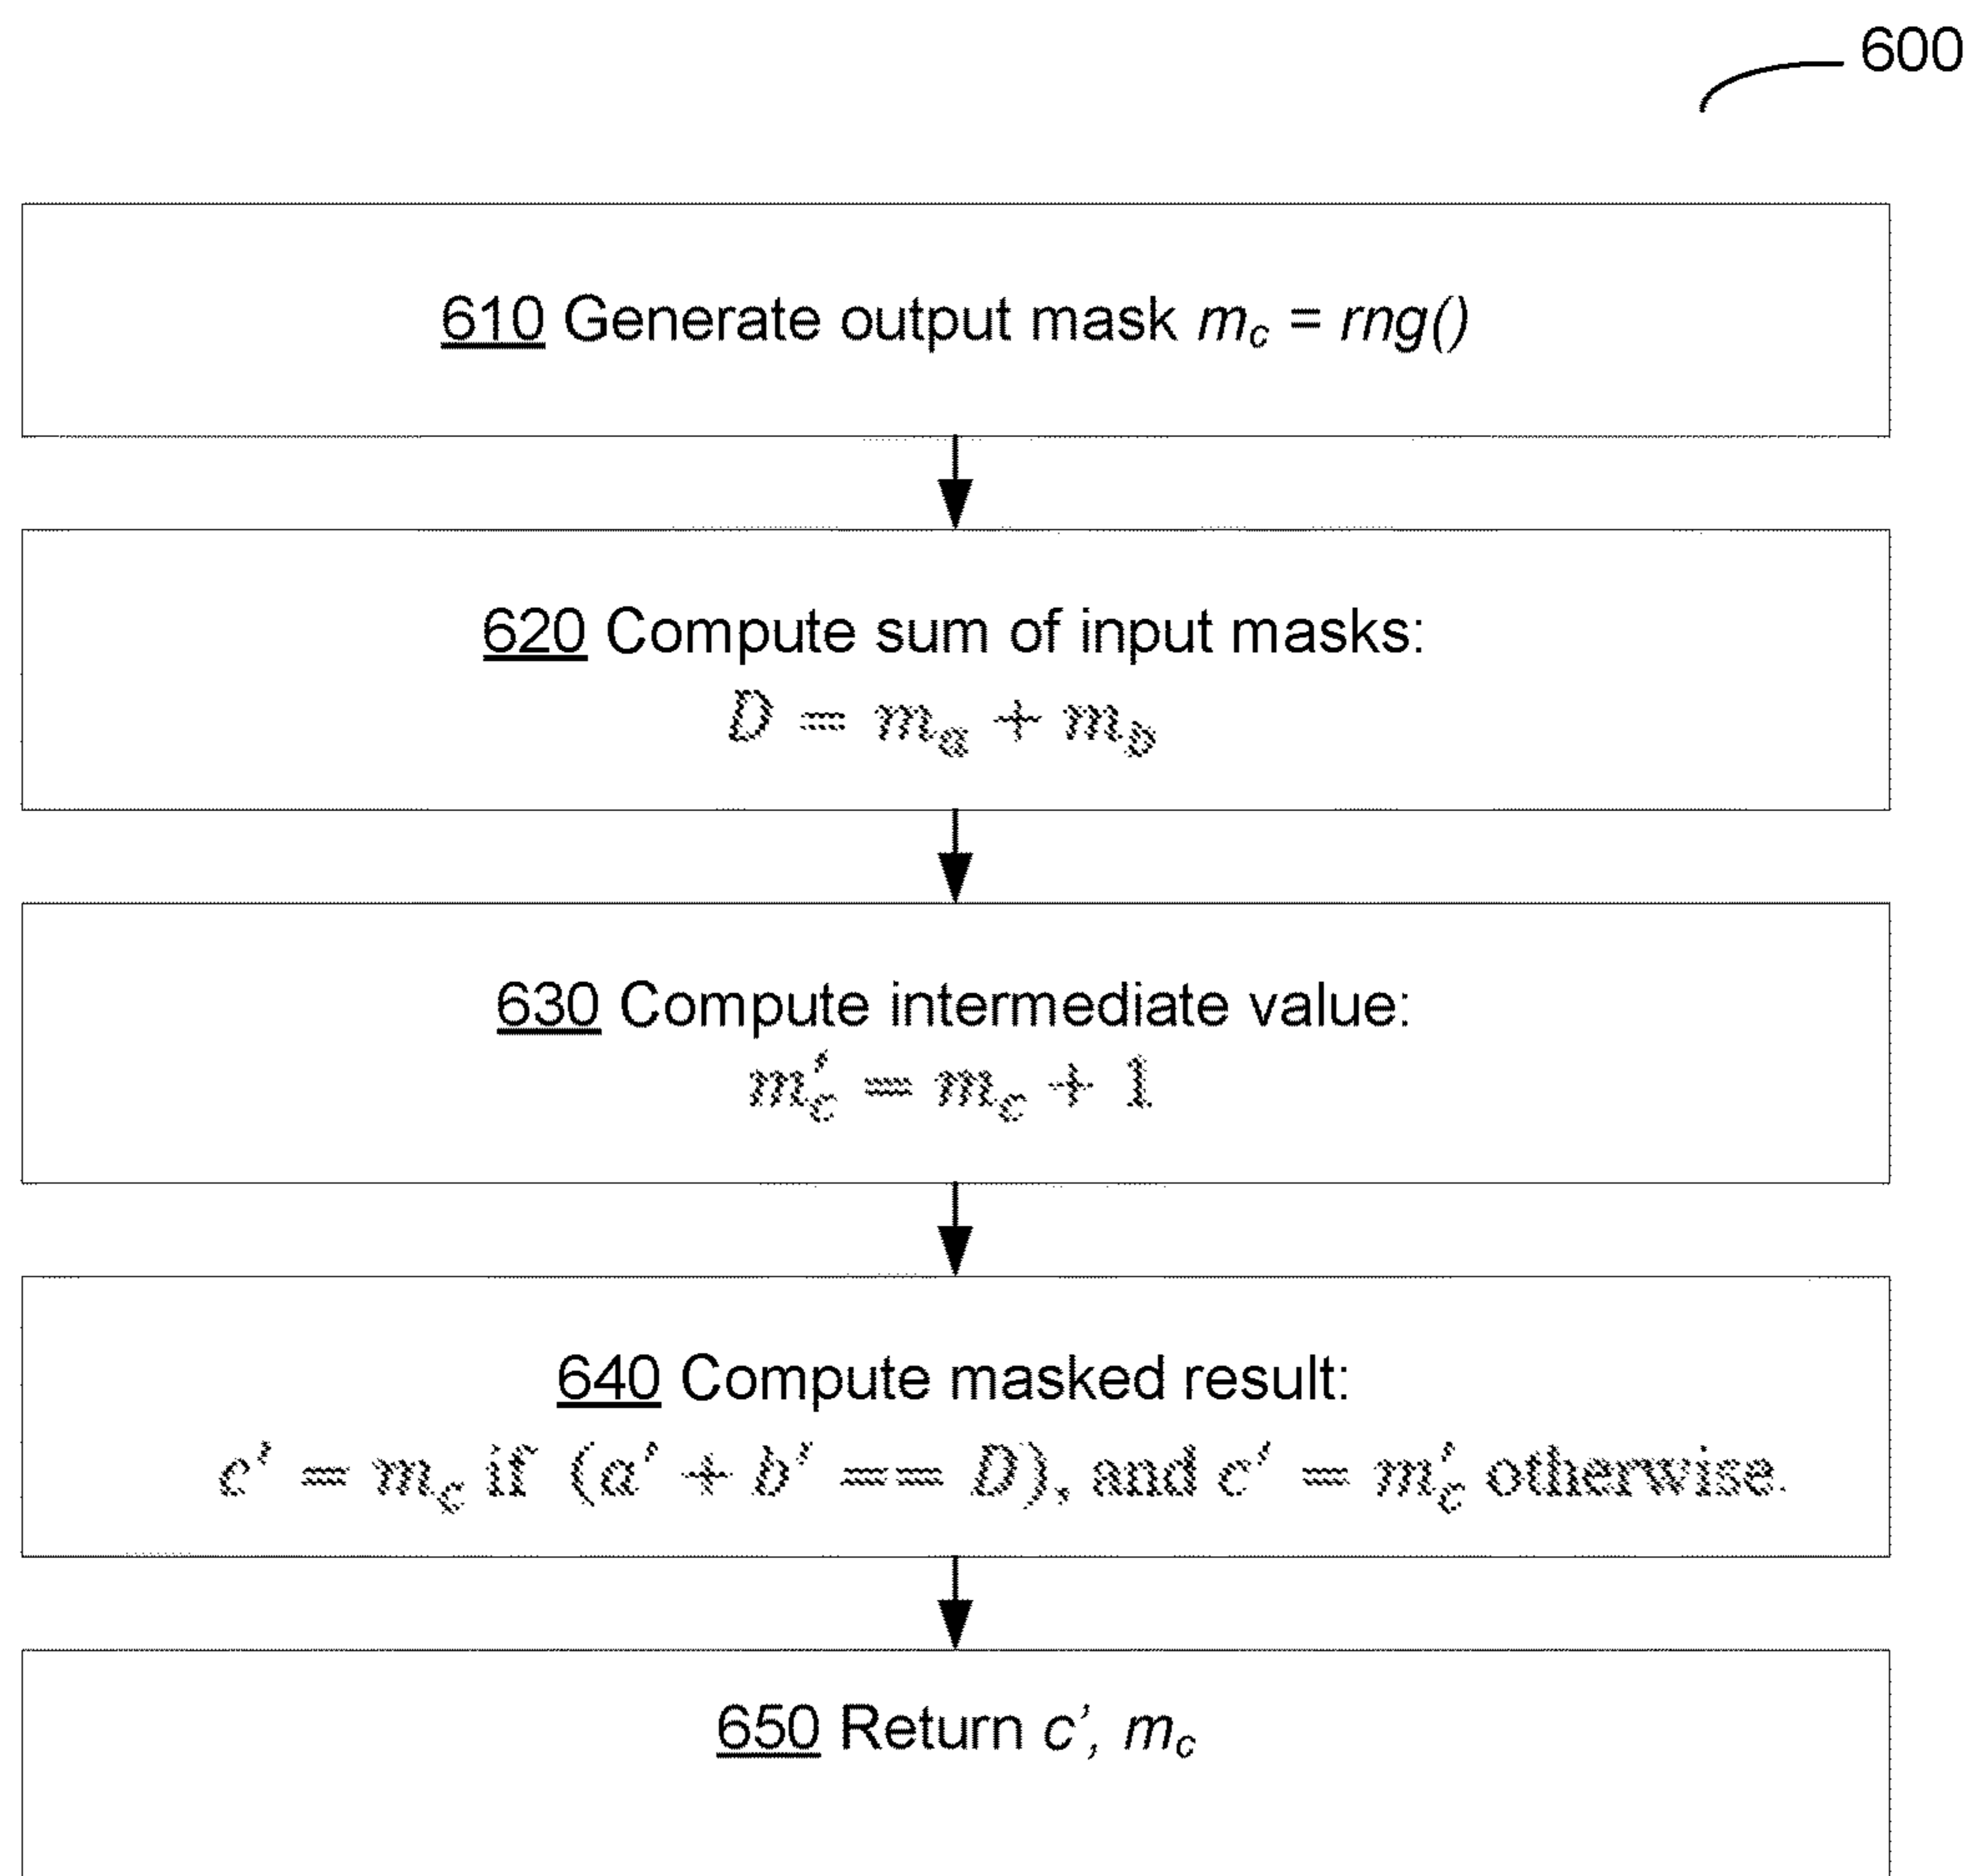 600
610 Generate output mask m_c = rng()
620 Compute sum of input masks:
D = m_a + m_b
630 Compute intermediate value:
m'_c = m_c + 1
640 Compute masked result:
c' = m_c if (a' + b' == D), and c' = m'_c otherwise.
650 Return c', m_c